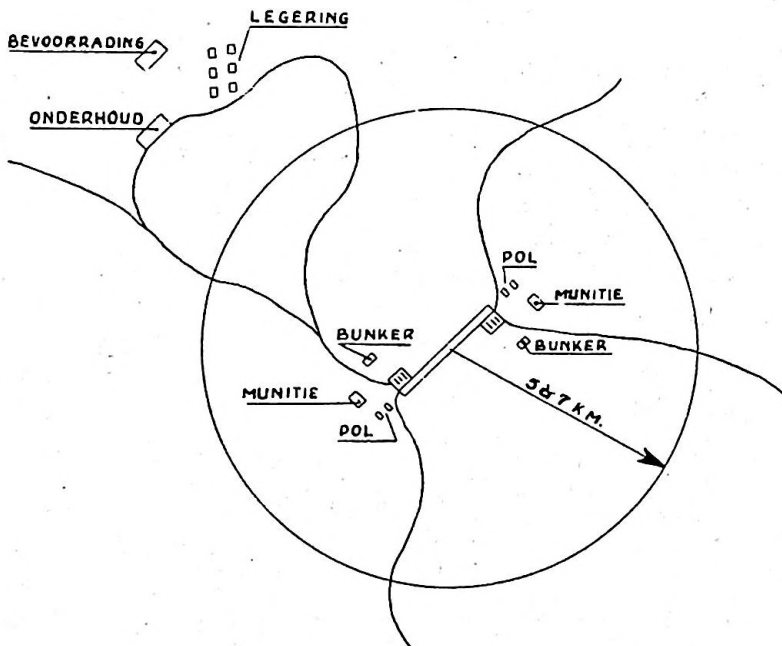 LEGERING
BEVOORRADING
ONDERHOUD
POL
MUNITIE
BUNKER
BUNKER
5 à 7 KM.
MUNITIE
POL